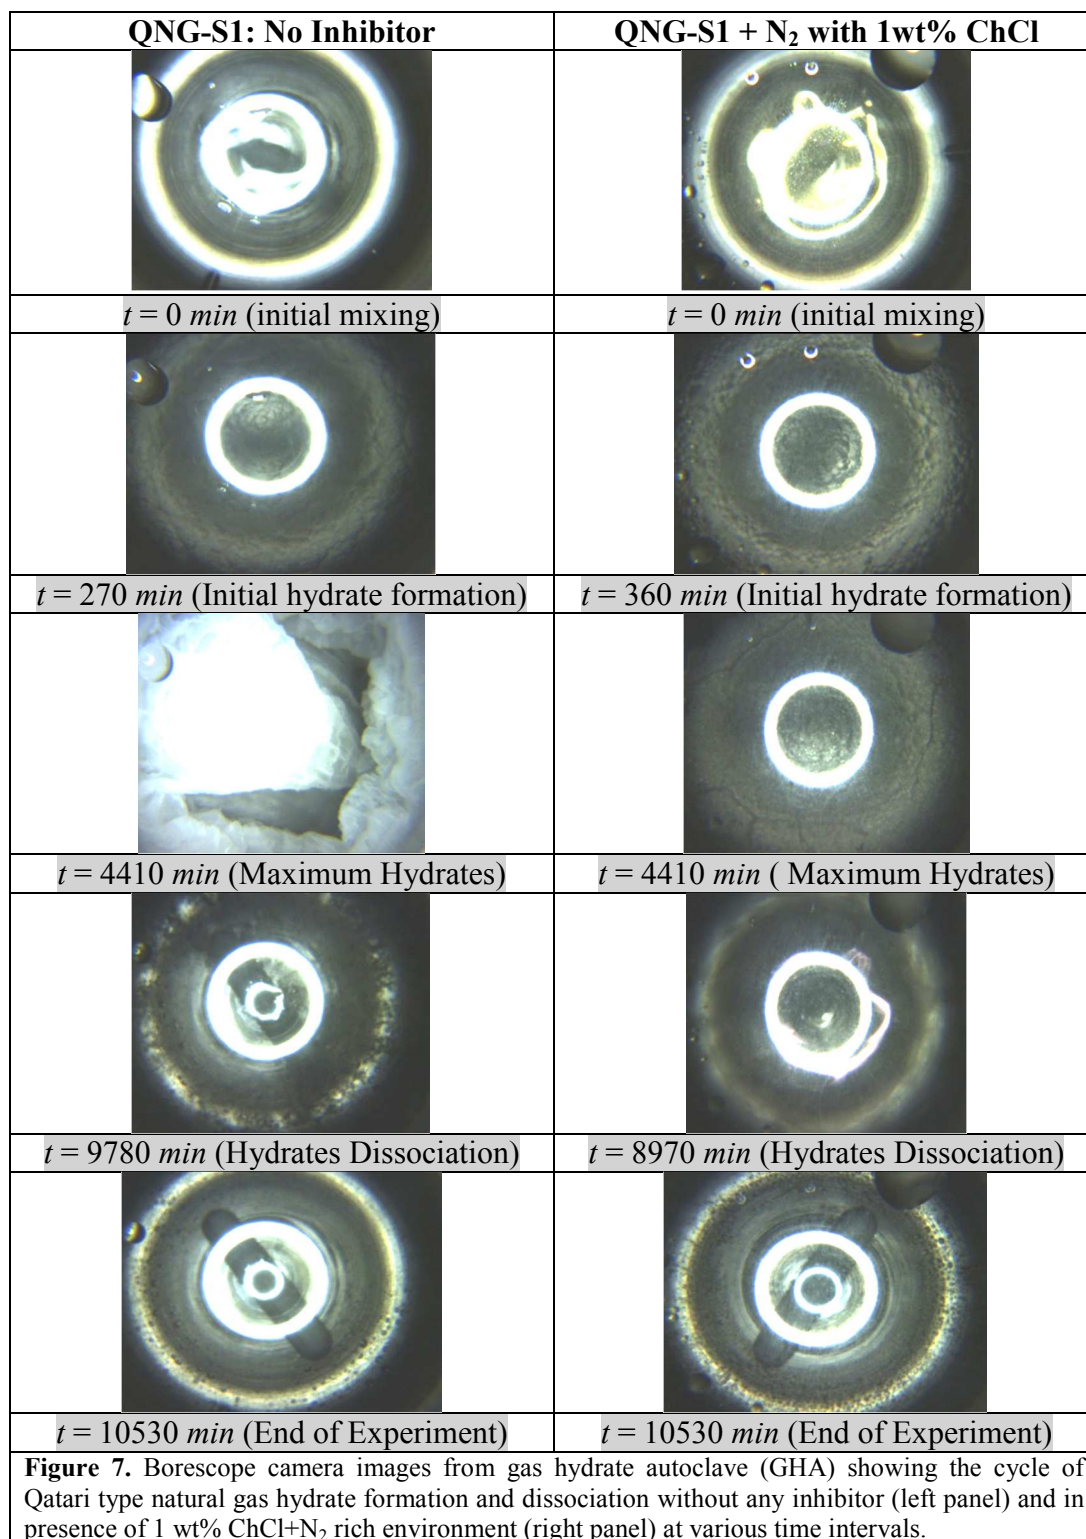 QNG-S1: No Inhibitor
QNG-S1 + N₂ with 1wt% ChCl
t = 0 min (initial mixing)
t = 0 min (initial mixing)
t = 270 min (Initial hydrate formation)
t = 360 min (Initial hydrate formation)
t = 4410 min (Maximum Hydrates)
t = 4410 min ( Maximum Hydrates)
t = 9780 min (Hydrates Dissociation)
t = 8970 min (Hydrates Dissociation)
t = 10530 min (End of Experiment)
t = 10530 min (End of Experiment)
Figure 7. Borescope camera images from gas hydrate autoclave (GHA) showing the cycle of
Qatari type natural gas hydrate formation and dissociation without any inhibitor (left panel) and in
presence of 1 wt% ChCl+N₂ rich environment (right panel) at various time intervals.